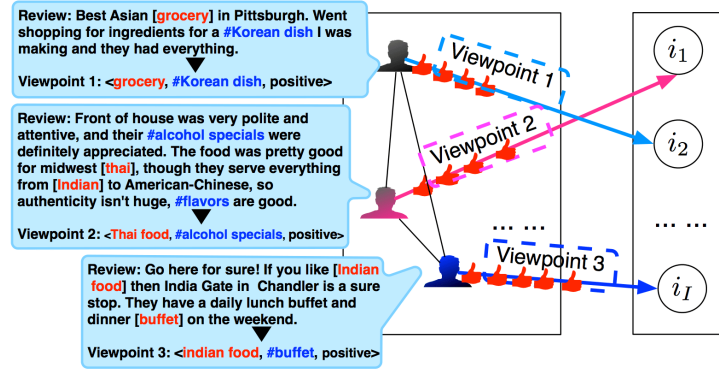 Review: Best Asian [grocery] in Pittsburgh. Went
shopping for ingredients for a #Korean dish I was
making and they had everything.
Viewpoint 1: <grocery, #Korean dish, positive>
Review: Front of house was very polite and
attentive, and their #alcohol specials were
definitely appreciated. The food was pretty good
for midwest [thai], though they serve everything
from [Indian] to American-Chinese, so
authenticity isn't huge, #flavors are good.
Viewpoint 2: <Thai food, #alcohol specials, positive>
Review: Go here for sure! If you like [Indian
food] then India Gate in Chandler is a sure
stop. They have a daily lunch buffet and
dinner [buffet] on the weekend.
Viewpoint 3: <indian food, #buffet, positive>
Viewpoint 1
Viewpoint 2
... ...
Viewpoint 3
i1
i2
... ...
iI